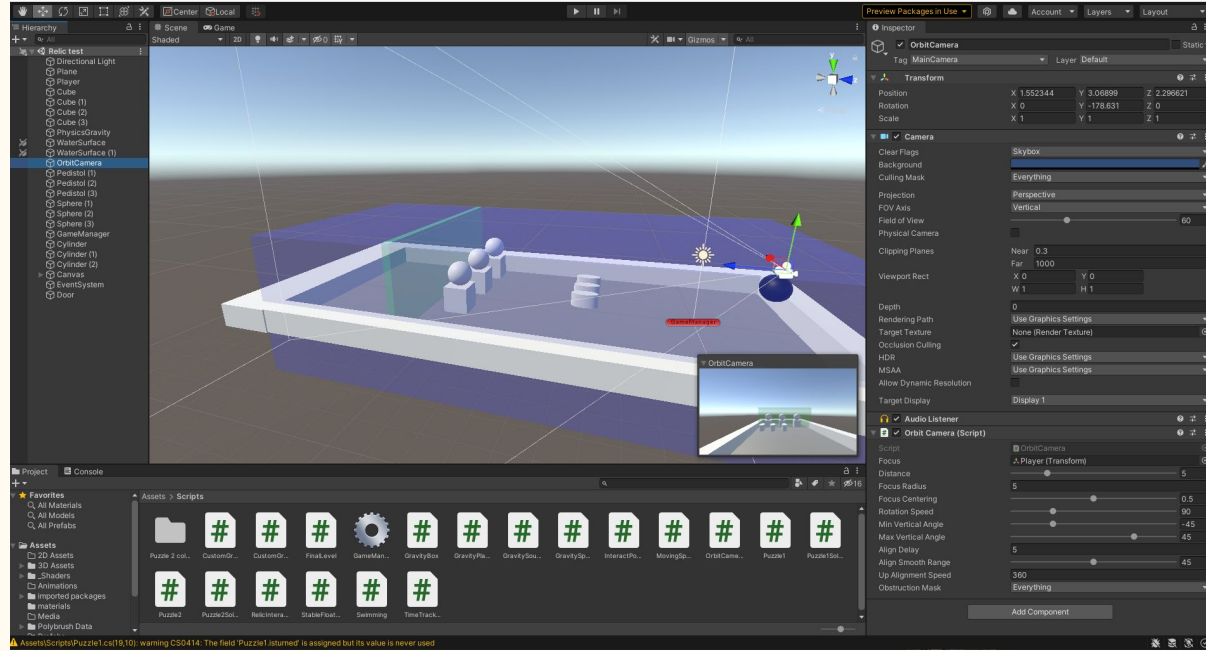 Center Local
Preview Packages in Use
Account
Layers
Layout
Hierarchy
All
Relic test
Directional Light
Plane
Player
Cube
Cube (1)
Cube (2)
Cube (3)
PhysicsGravity
WaterSurface
WaterSurface (1)
OrbitCamera
Pedistol (1)
Pedistol (2)
Pedistol (3)
Sphere (1)
Sphere (2)
Sphere (3)
GameManager
Cylinder
Cylinder (1)
Cylinder (2)
Canvas
EventSystem
Door
Scene Game
Shaded 2D 0 Gizmos All
y
z
GameManager
OrbitCamera
Inspector
OrbitCamera Static
Tag MainCamera Layer Default
Transform
Position X 1.552344 Y 3.06899 Z 2.296621
Rotation X 0 Y -178.631 Z 0
Scale X 1 Y 1 Z 1
Camera
Clear Flags Skybox
Background
Culling Mask Everything
Projection Perspective
FOV Axis Vertical
Field of View 60
Physical Camera
Clipping Planes Near 0.3
Far 1000
Viewport Rect X 0 Y 0
W 1 H 1
Depth 0
Rendering Path Use Graphics Settings
Target Texture None (Render Texture)
Occlusion Culling
HDR Use Graphics Settings
MSAA Use Graphics Settings
Allow Dynamic Resolution
Target Display Display 1
Audio Listener
# Orbit Camera (Script)
Script OrbitCamera
Focus Player (Transform)
Distance 5
Focus Radius 5
Focus Centering 0.5
Rotation Speed 90
Min Vertical Angle -45
Max Vertical Angle 45
Align Delay 5
Align Smooth Range 45
Up Alignment Speed 360
Obstruction Mask Everything
Add Component
Project Console
16
Favorites
All Materials
All Models
All Prefabs
Assets
2D Assets
3D Assets
_Shaders
Animations
imported packages
materials
Media
Polybrush Data
Assets > Scripts
Puzzle 2 col... CustomGr... CustomGr... FinalLevel GameMan... GravityBox GravityPla... GravitySou... GravitySp... InteractPo... MovingSp... OrbitCame... Puzzle1 Puzzle1Sol...
Puzzle2 Puzzle2Sol... RelicIntera... StableFloat... Swimming TimeTrack...
Assets\Scripts\Puzzle1.cs(19,10): warning CS0414: The field 'Puzzle1.isturned' is assigned but its value is never used